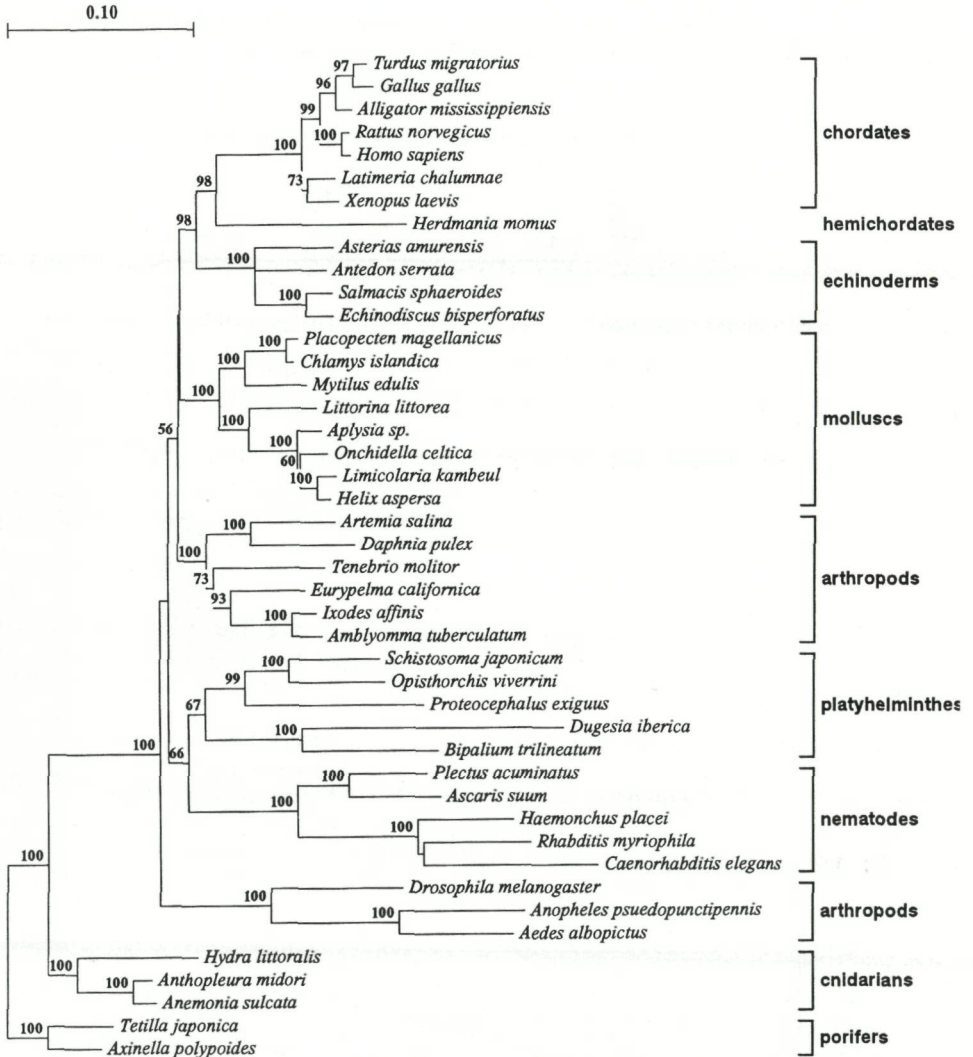 0.10
97 Turdus migratorius
96 Gallus gallus
99 Alligator mississippiensis
100 Rattus norvegicus
100 Homo sapiens
73 Latimeria chalumnae
Xenopus laevis
chordates
98
98 Herdmania momus
hemichordates
100 Asterias amurensis
Antedon serrata
100 Salmacis sphaeroides
Echinodiscus bisperforatus
echinoderms
100 Placopecten magellanicus
100 Chlamys islandica
100 Mytilus edulis
100 Littorina littorea
100 Aplysia sp.
60 Onchidella celtica
100 Limicolaria kambeul
Helix aspersa
molluscs
56
100 Artemia salina
100 Daphnia pulex
73 Tenebrio molitor
93 Eurypelma californica
100 Ixodes affinis
Amblyomma tuberculatum
arthropods
100 Schistosoma japonicum
99 Opisthorchis viverrini
67 Proteocephalus exiguus
100 Dugesia iberica
Bipalium trilineatum
platyhelminthes
100
66
100 Plectus acuminatus
100 Ascaris suum
100 Haemonchus placei
Rhabditis myriophila
Caenorhabditis elegans
nematodes
100
100 Drosophila melanogaster
100 Anopheles psuedopunctipennis
Aedes albopictus
arthropods
100 Hydra littoralis
100 Anthopleura midori
Anemonia sulcata
cnidarians
100 Tetilla japonica
Axinella polypoides
porifers